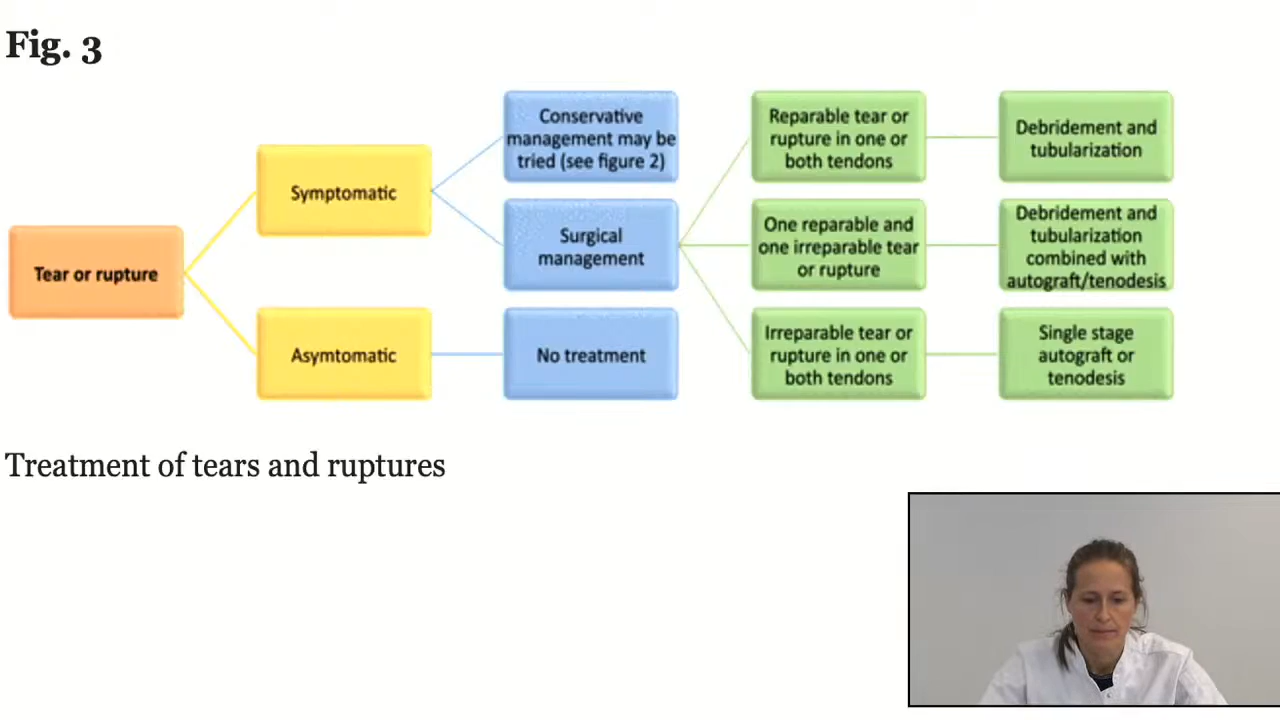 Fig. 3
Tear or rupture
Symptomatic
Asymtomatic
Conservative
management may be
tried (see figure 2)
Surgical
management
No treatment
Reparable tear or
rupture in one or
both tendons
One reparable and
one irreparable tear
or rupture
Irreparable tear or
rupture in one or
both tendons
Debridement and
tubularization
Debridement and
tubularization
combined with
autograft/tenodesis
Single stage
autograft or
tenodesis
Treatment of tears and ruptures